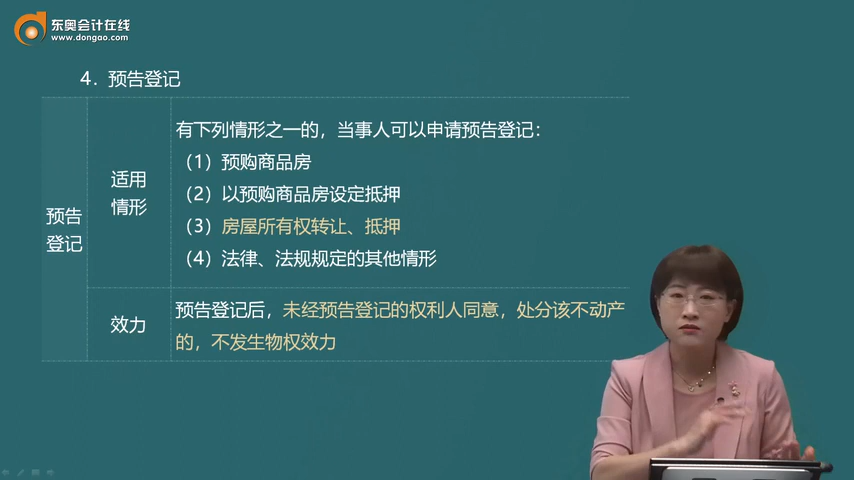 东奥会计在线
www.dongao.com
4. 预告登记
预告
登记
适用
情形
有下列情形之一的，当事人可以申请预告登记：
（1）预购商品房
（2）以预购商品房设定抵押
（3）房屋所有权转让、抵押
（4）法律、法规规定的其他情形
效力
预告登记后，未经预告登记的权利人同意，处分该不动产
的，不发生物权效力